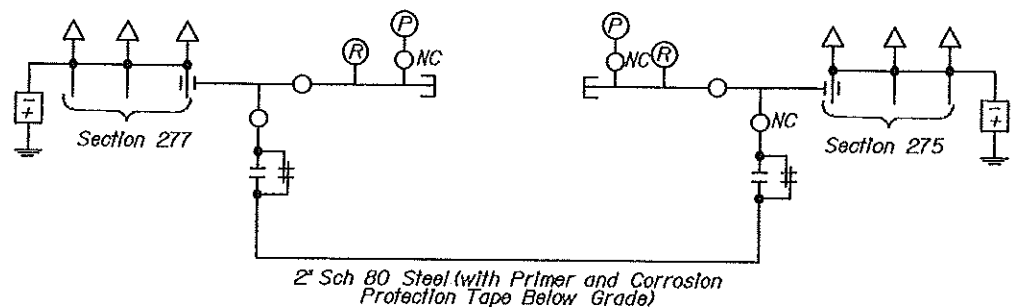 P
P
R
NC
NC
R
NC
Section 277
Section 275
- +
- +
2" Sch 80 Steel (with Primer and Corrosion
Protection Tape Below Grade)